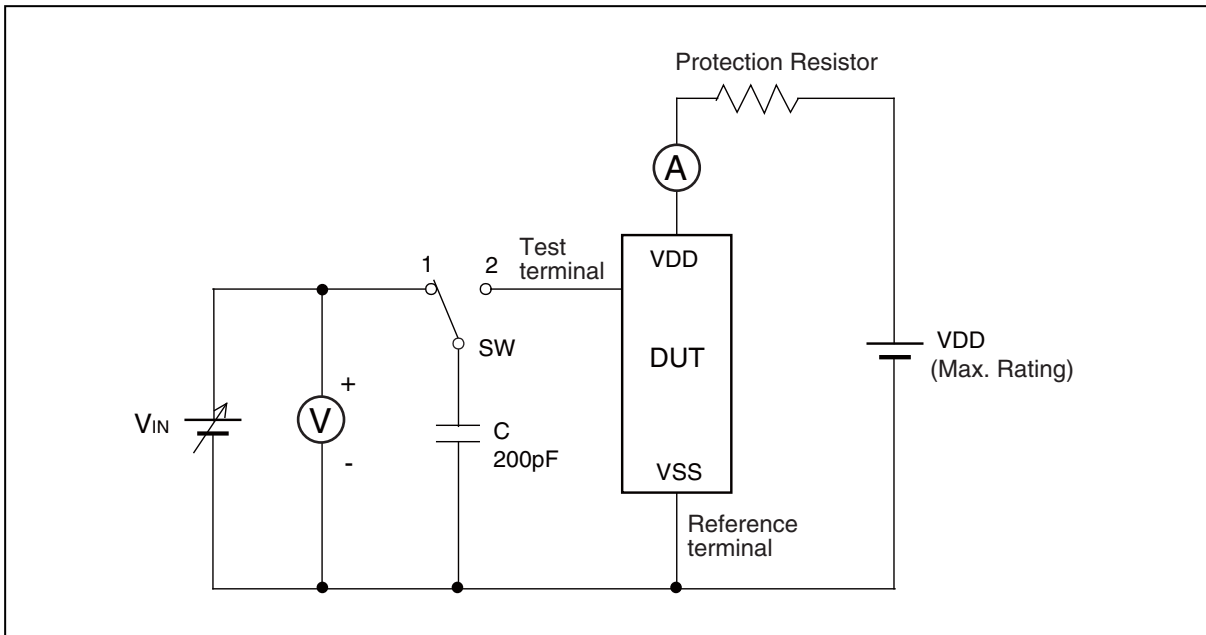 Protection Resistor
A
1
2
Test
terminal
VDD
SW
DUT
VDD
(Max. Rating)
VIN
+
V
-
C
200pF
VSS
Reference
terminal